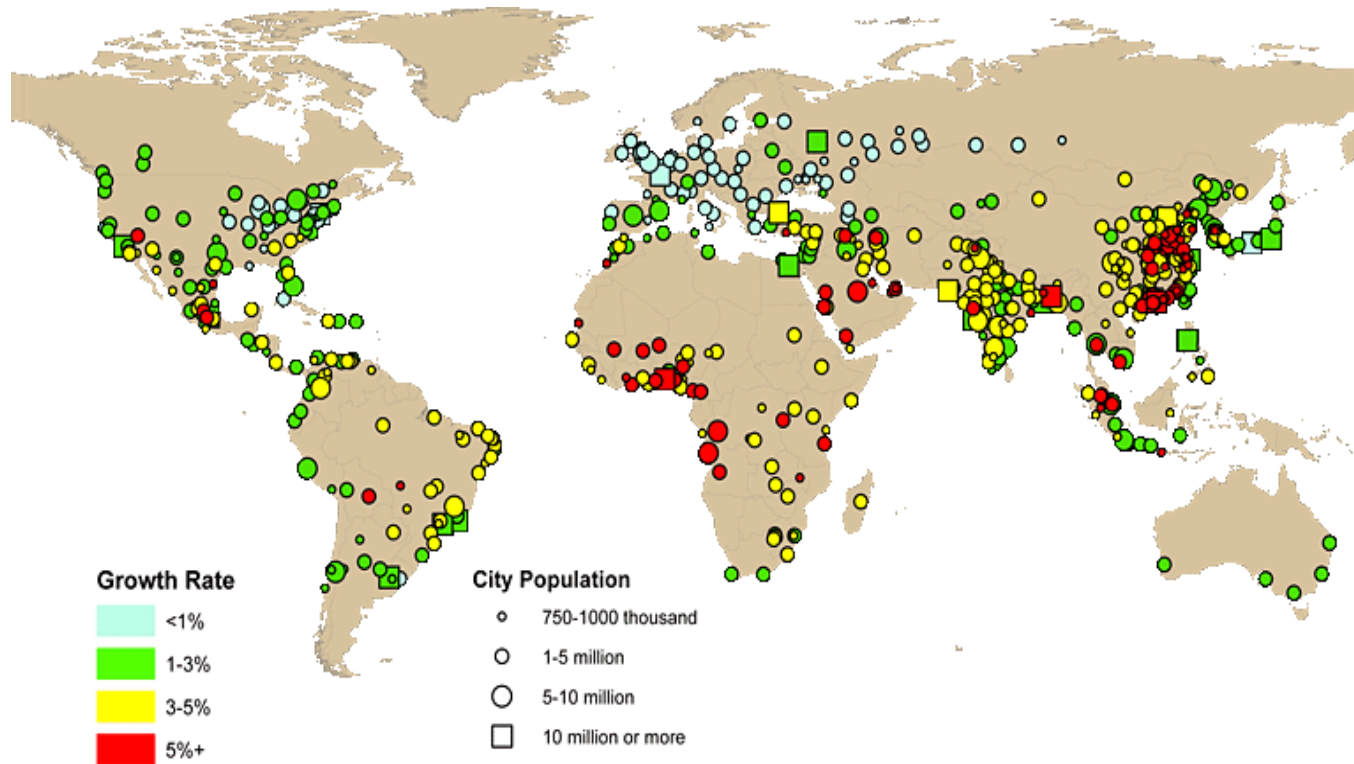 Growth Rate
<1%
1-3%
3-5%
5%+
City Population
750-1000 thousand
1-5 million
5-10 million
10 million or more